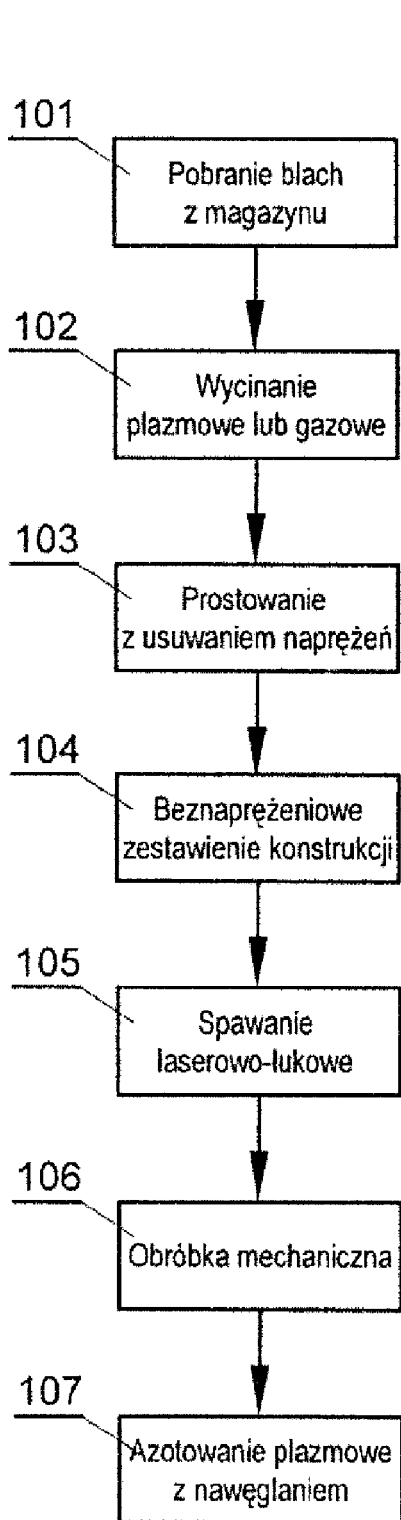 101
Pobranie blach
z magazynu
102
Wycinanie
plazmowe lub gazowe
103
Prostowanie
z usuwaniem naprężeń
104
Beznaprężeniowe
zestawienie konstrukcji
105
Spawanie
laserowo-łukowe
106
Obróbka mechaniczna
107
Azotowanie plazmowe
z nawęglaniem